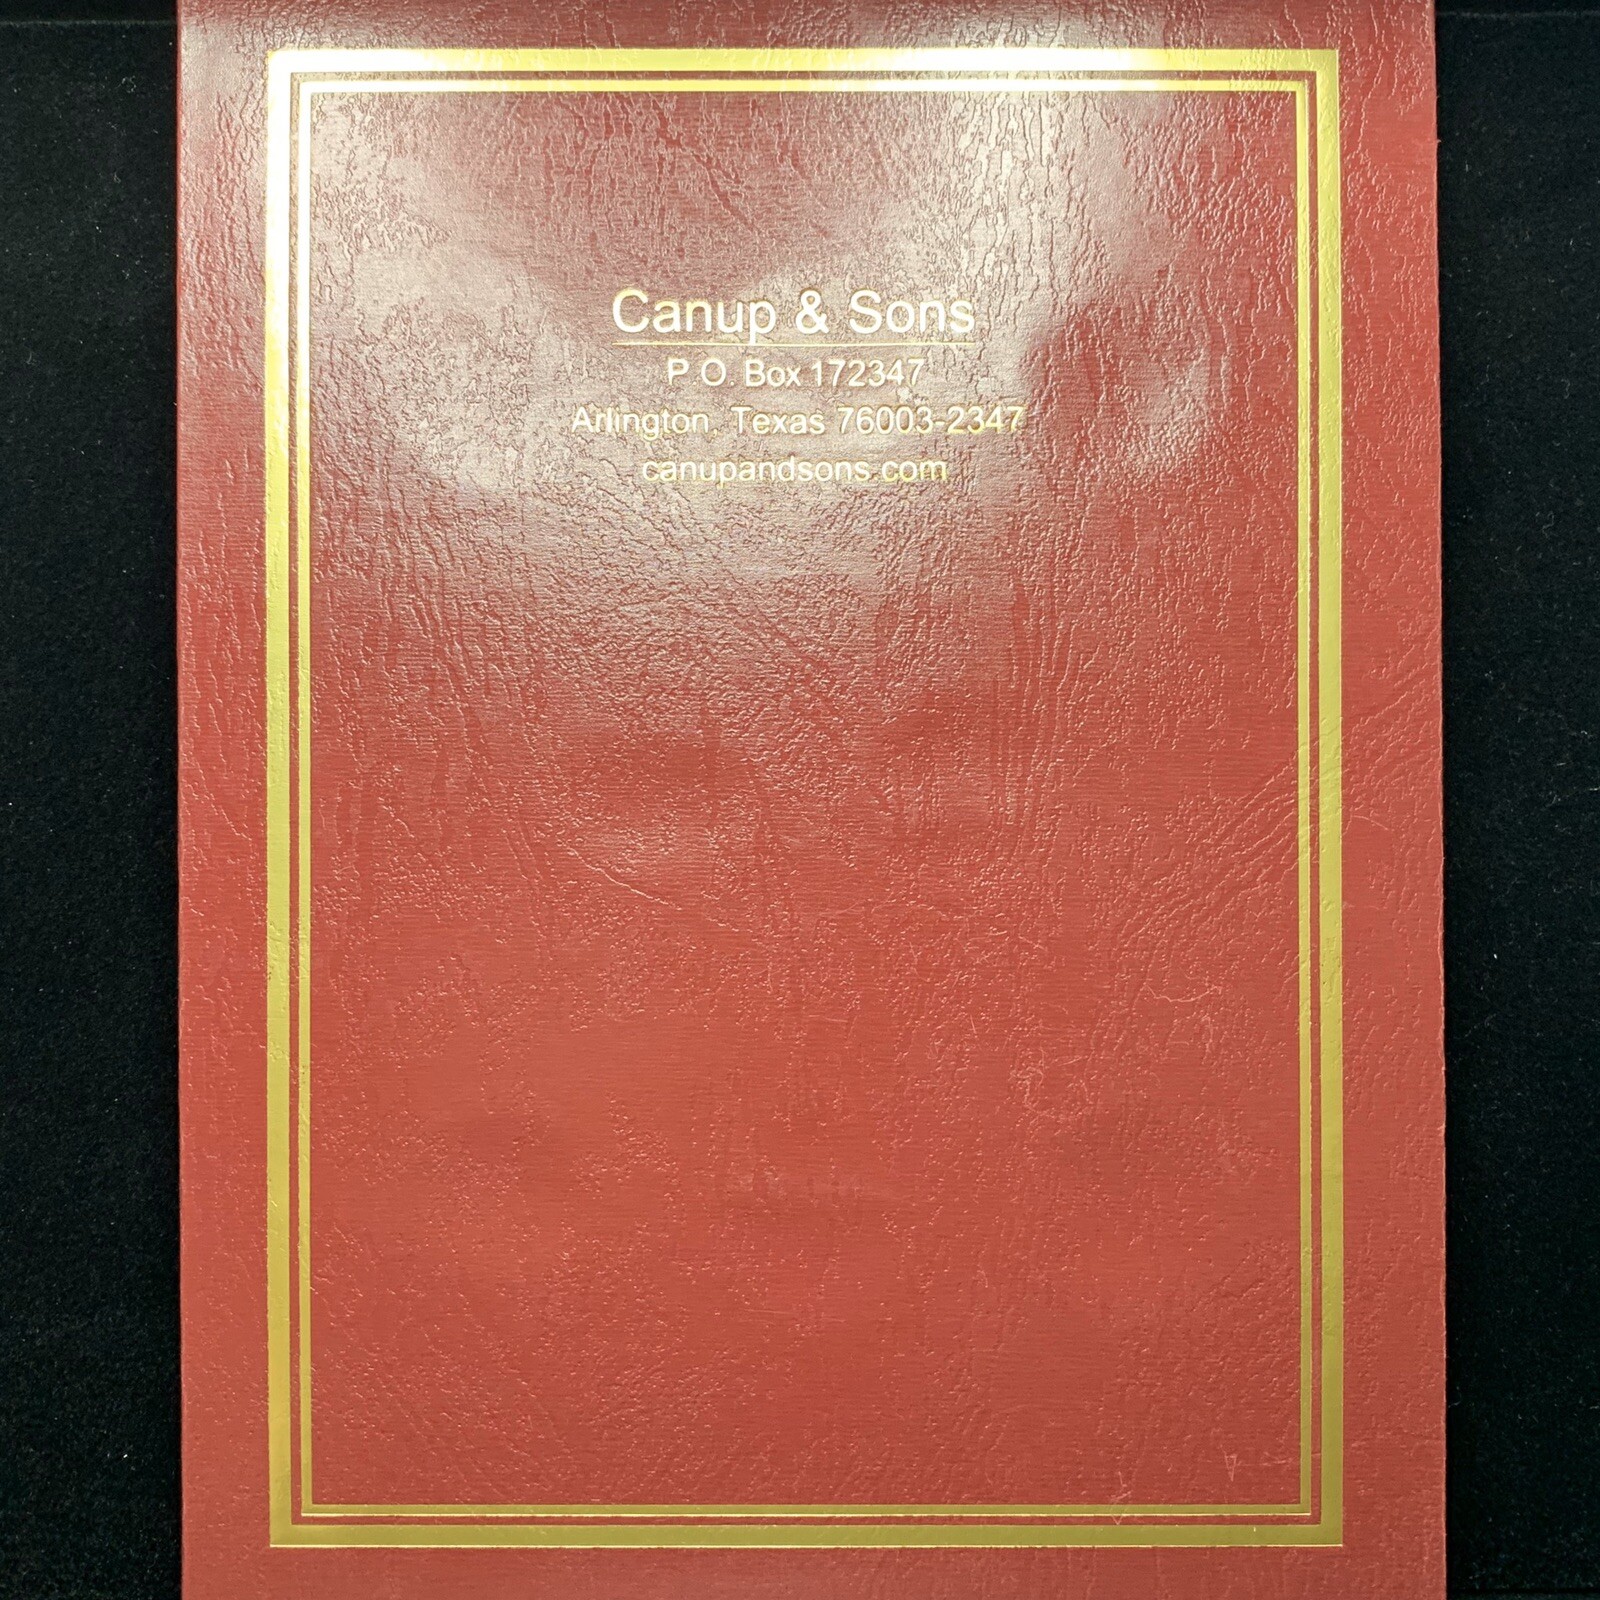 Canup & Sons
P.O. Box 172347
Arlington, Texas 76003-2347
canupandsons.com